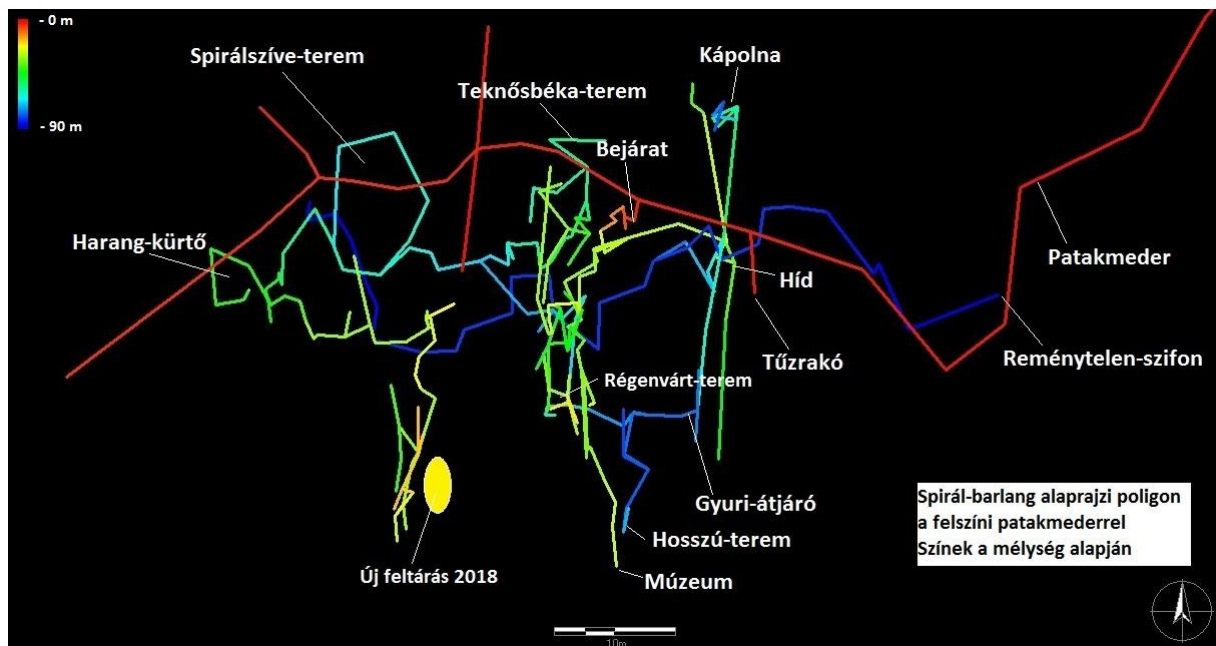 - 0 m
- 90 m
Spirálszíve-terem
Kápolna
Teknősbéka-terem
Bejárat
Harang-kürtő
Patakmeder
Híd
Tűzrakó
Reménytelen-szifon
Régenvárt-terem
Gyuri-átjáró
Hosszú-terem
Múzeum
Új feltárás 2018
Spirál-barlang alaprajzi poligon
a felszíni patakmederrel
Színek a mélység alapján
10m